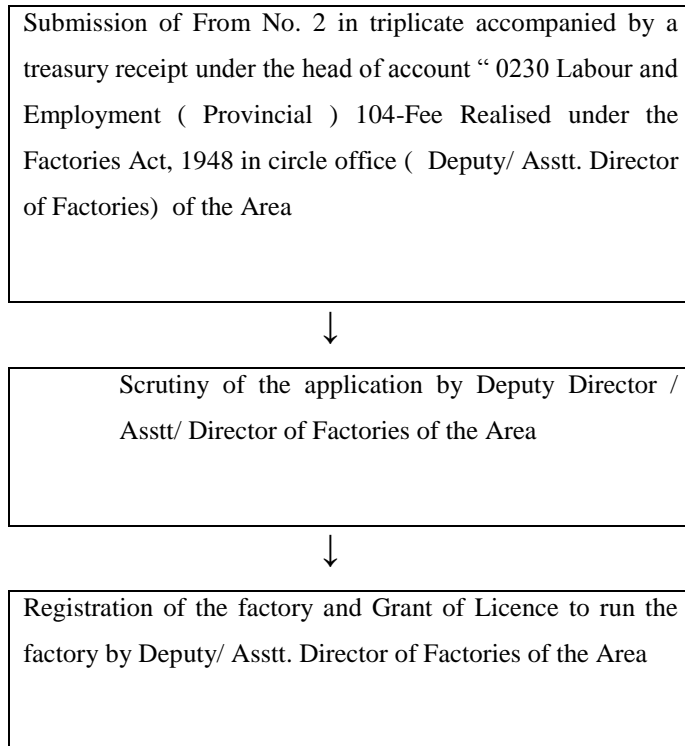 Submission of From No. 2 in triplicate accompanied by a
treasury receipt under the head of account “ 0230 Labour and
Employment ( Provincial ) 104-Fee Realised under the
Factories Act, 1948 in circle office ( Deputy/ Asstt. Director
of Factories) of the Area
↓
Scrutiny of the application by Deputy Director /
Asstt/ Director of Factories of the Area
↓
Registration of the factory and Grant of Licence to run the
factory by Deputy/ Asstt. Director of Factories of the Area